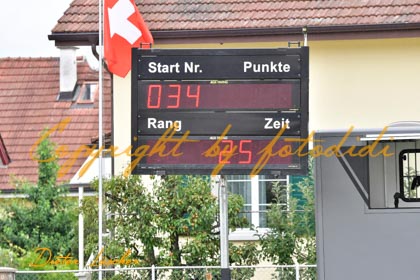 Start Nr. Punkte
034
Rang Zeit
25
Copyright by fotodidi